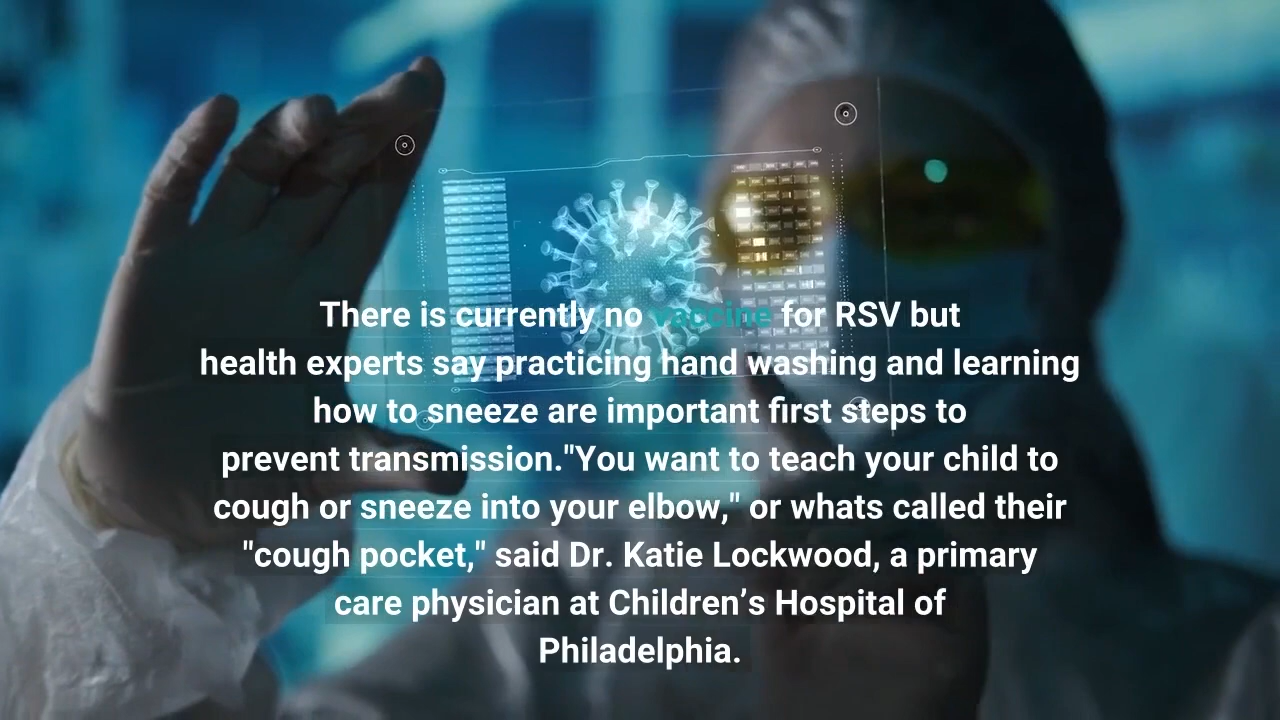 There is currently no vaccine for RSV but
health experts say practicing hand washing and learning
how to sneeze are important first steps to
prevent transmission."You want to teach your child to
cough or sneeze into your elbow," or whats called their
"cough pocket," said Dr. Katie Lockwood, a primary
care physician at Children’s Hospital of
Philadelphia.